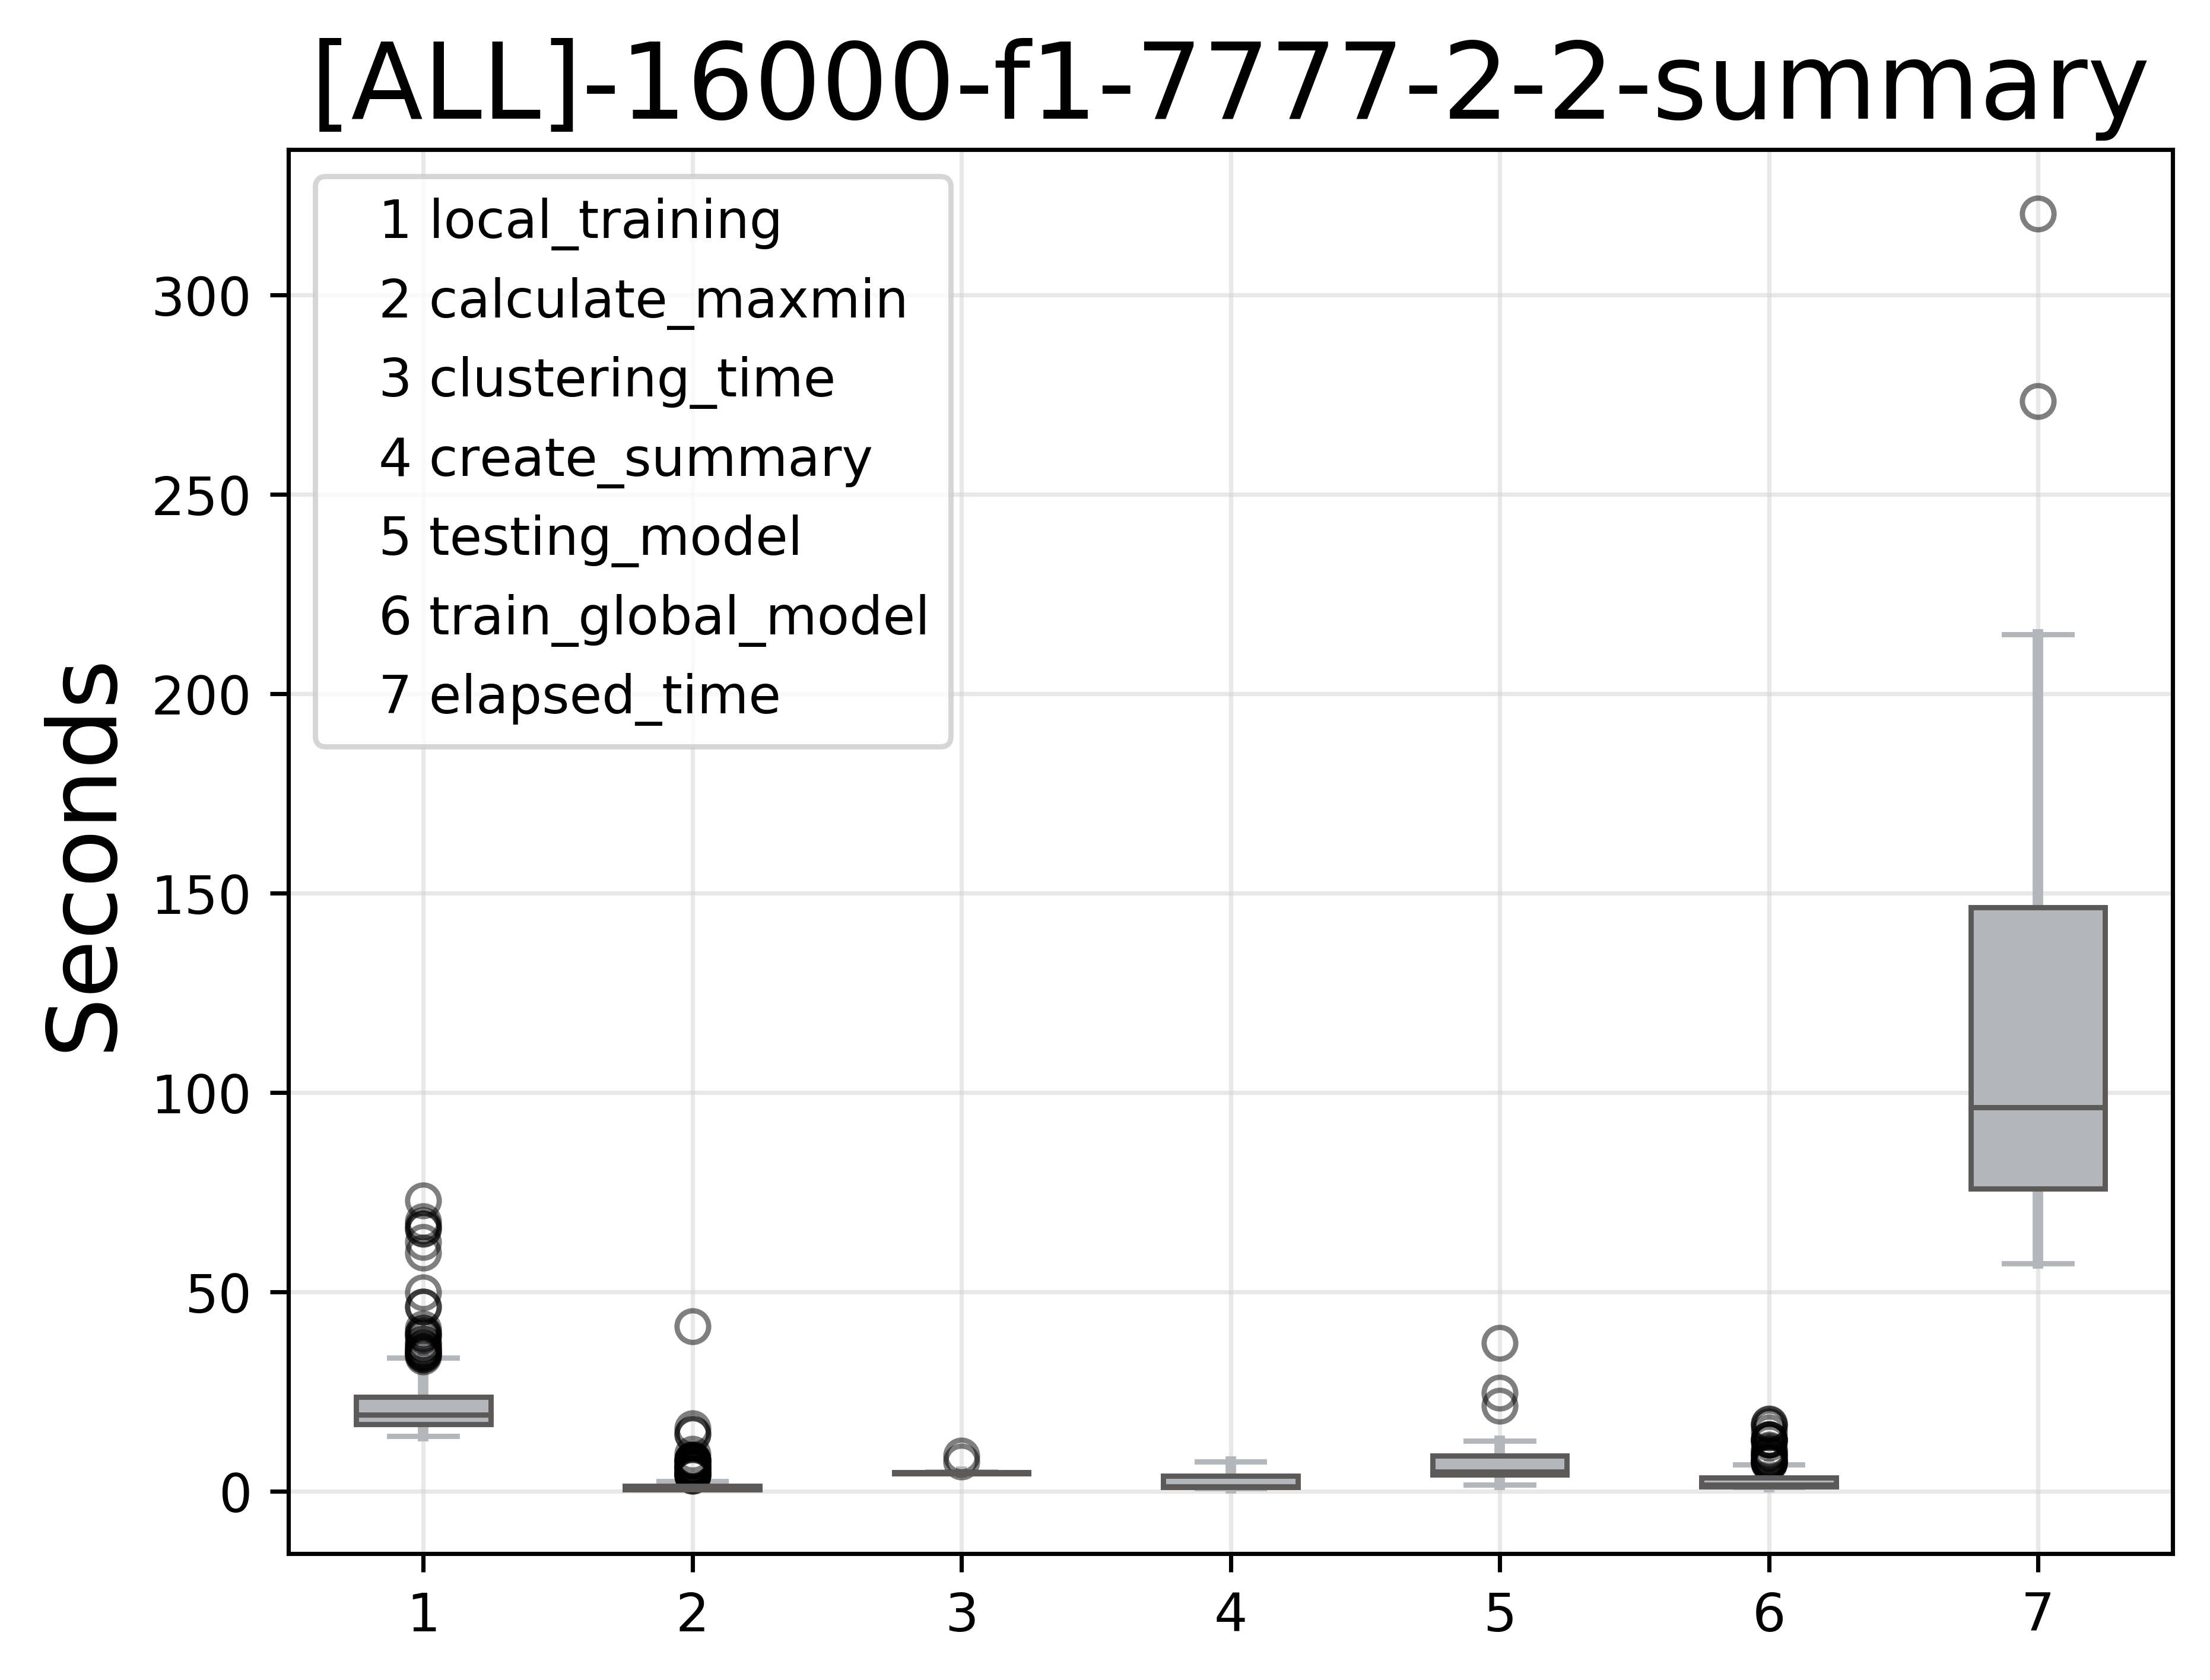 [ALL]-16000-f1-7777-2-2-summary
1 local_training
2 calculate_maxmin
3 clustering_time
4 create_summary
5 testing_model
6 train_global_model
7 elapsed_time
Seconds
300
250
200
150
100
50
0
1 2 3 4 5 6 7